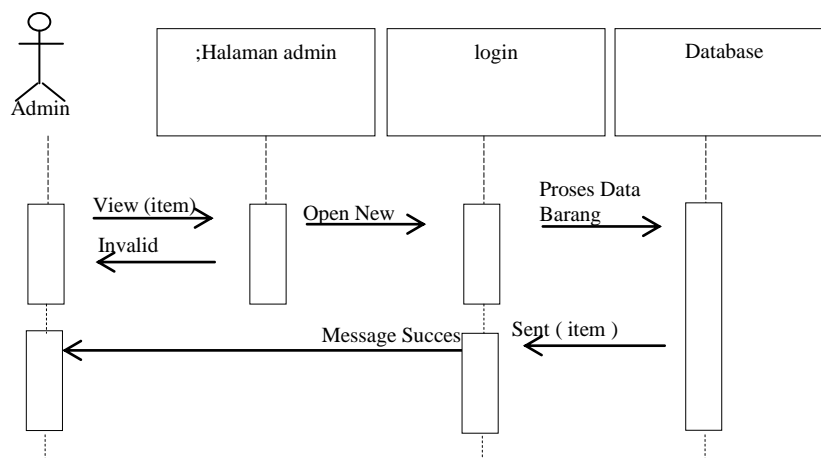 ;Halaman admin
login
Database
Admin
View (item)
Open New
Proses Data
Barang
Invalid
Message Succes
Sent ( item )